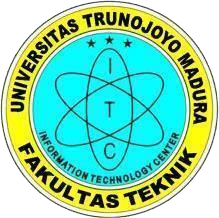 UNIVERSITAS TRUNOJOYO MADURA
I
T
C
INFORMATION TECHNOLOGY CENTER
FAKULTAS TEKNIK